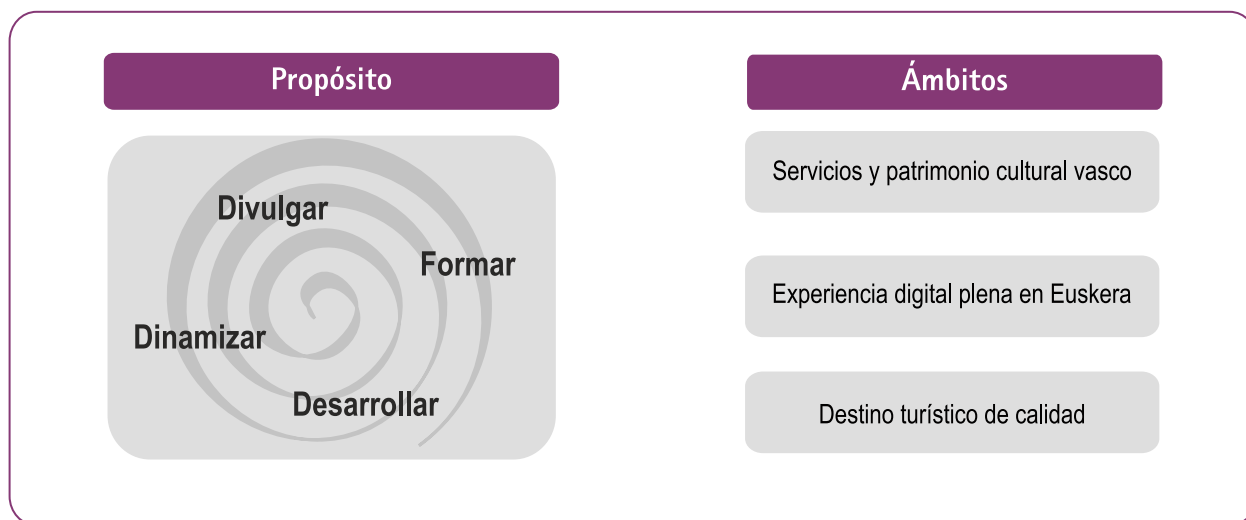 Propósito
Divulgar
Formar
Dinamizar
Desarrollar
Ámbitos
Servicios y patrimonio cultural vasco
Experiencia digital plena en Euskera
Destino turístico de calidad